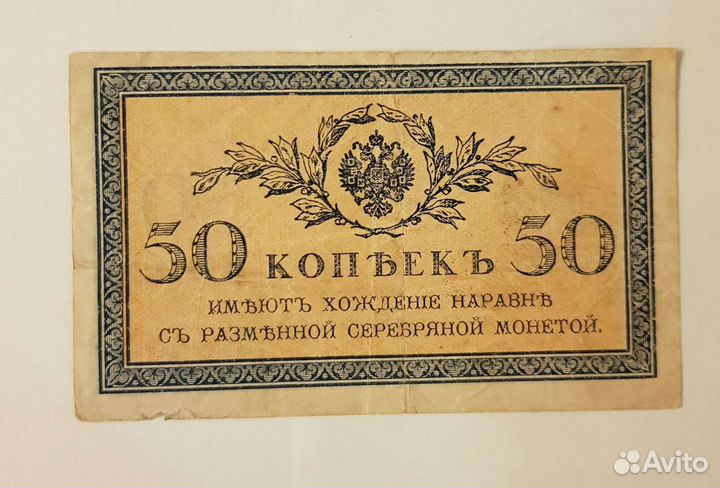 50 КОПѢЕКЪ 50
ИМѢЮТЪ ХОЖДЕНІЕ НАРАВНѢ
СЪ РАЗМѢННОЙ СЕРЕБРЯНОЙ МОНЕТОЙ.
Avito